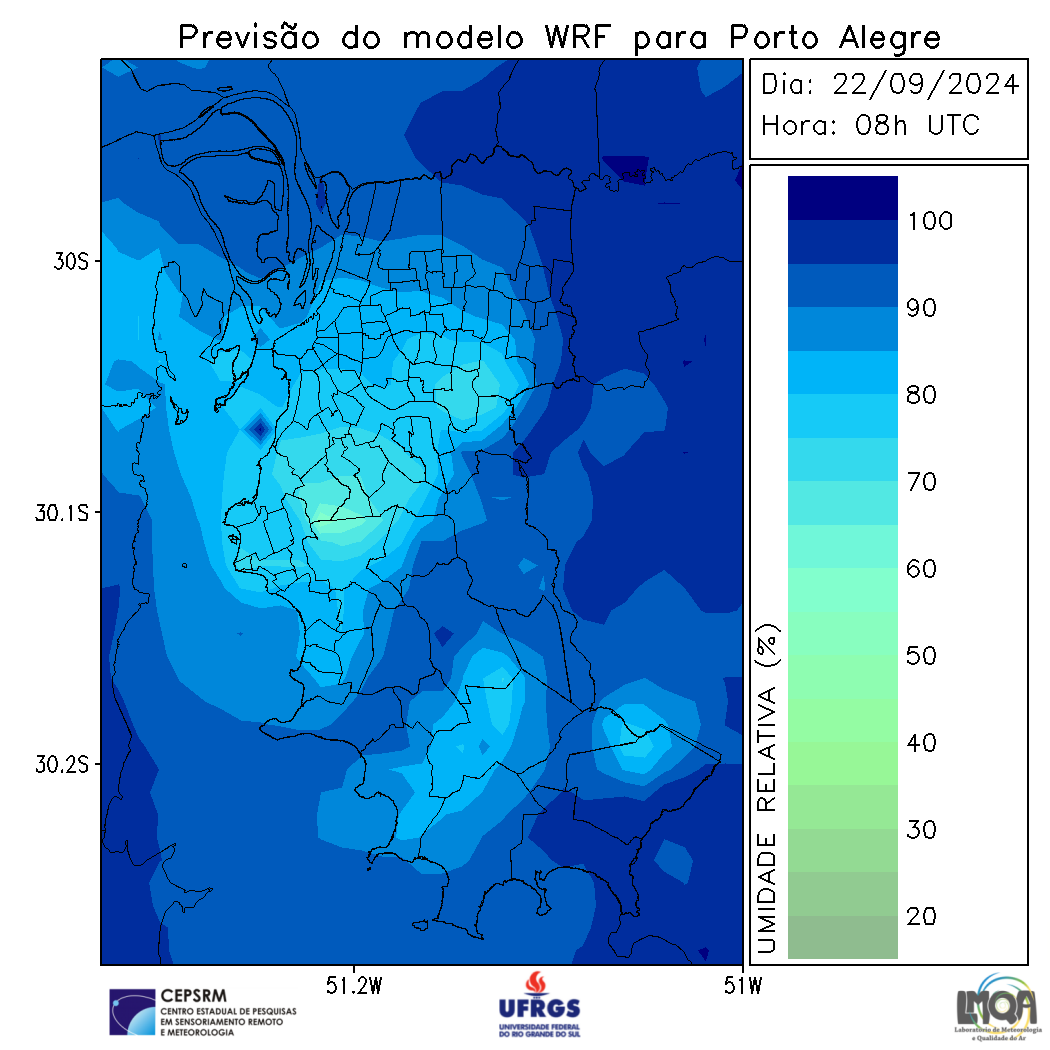 Previsão do modelo WRF para Porto Alegre
Dia: 22/09/2024
Hora: 08h UTC
100
90
80
70
60
50
40
30
20
UMIDADE RELATIVA (%)
30S
30.1S
30.2S
51.2W
51W
CEPSRM
CENTRO ESTADUAL DE PESQUISAS
EM SENSORIAMENTO REMOTO
E METEOROLOGIA
UFRGS
UNIVERSIDADE FEDERAL
DO RIO GRANDE DO SUL
LMQA
Laboratório de Meteorologia
e Qualidade do Ar